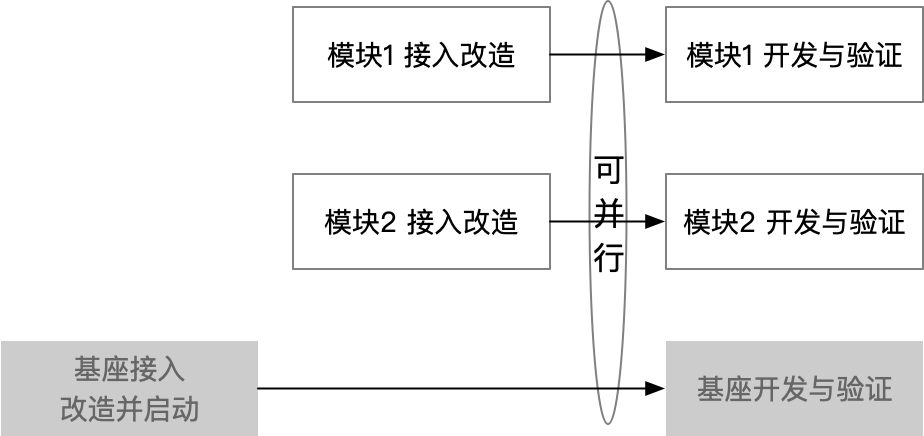 模块1 接入改造
模块1 开发与验证
可
并
行
模块2 接入改造
模块2 开发与验证
基座接入
改造并启动
基座开发与验证